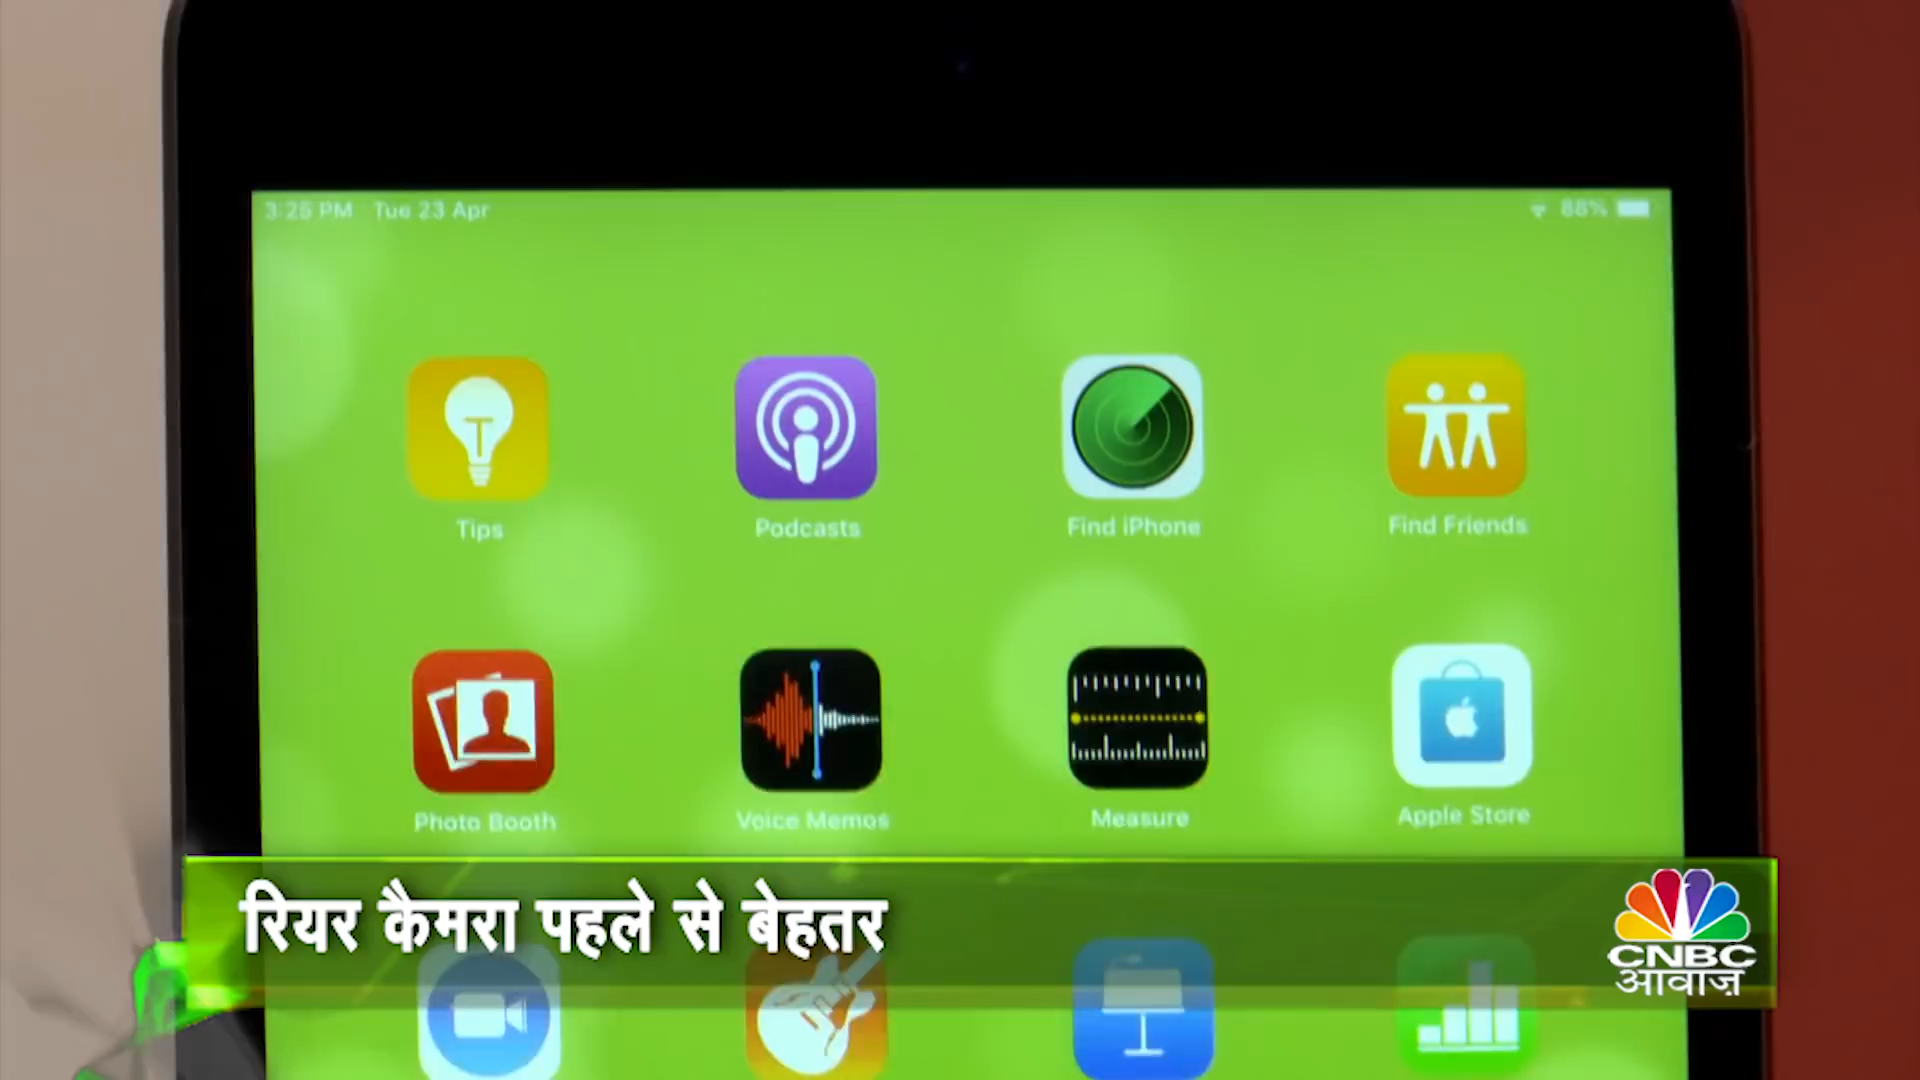 3:25 PM Tue 23 Apr 88%
Tips Podcasts Find iPhone Find Friends
Photo Booth Voice Memos Measure Apple Store
रियर कैमरा पहले से बेहतर
CNBC
आवाज़